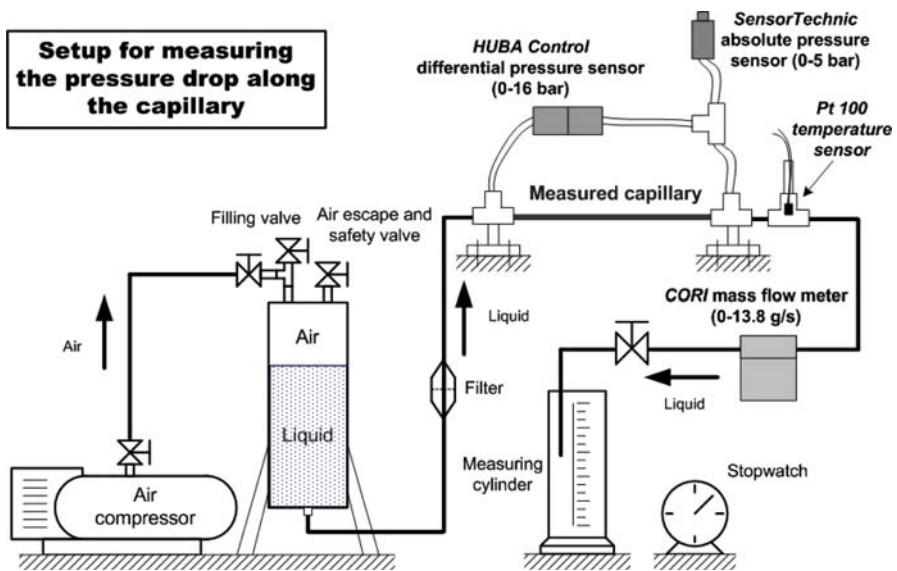 Setup for measuring
the pressure drop along
the capillary
HUBA Control
differential pressure sensor
(0-16 bar)
SensorTechnic
absolute pressure
sensor (0-5 bar)
Pt 100
temperature
sensor
Measured capillary
Filling valve
Air escape and
safety valve
Air
Air
Liquid
Liquid
Filter
CORI mass flow meter
(0-13.8 g/s)
Liquid
Air
compressor
Measuring
cylinder
Stopwatch